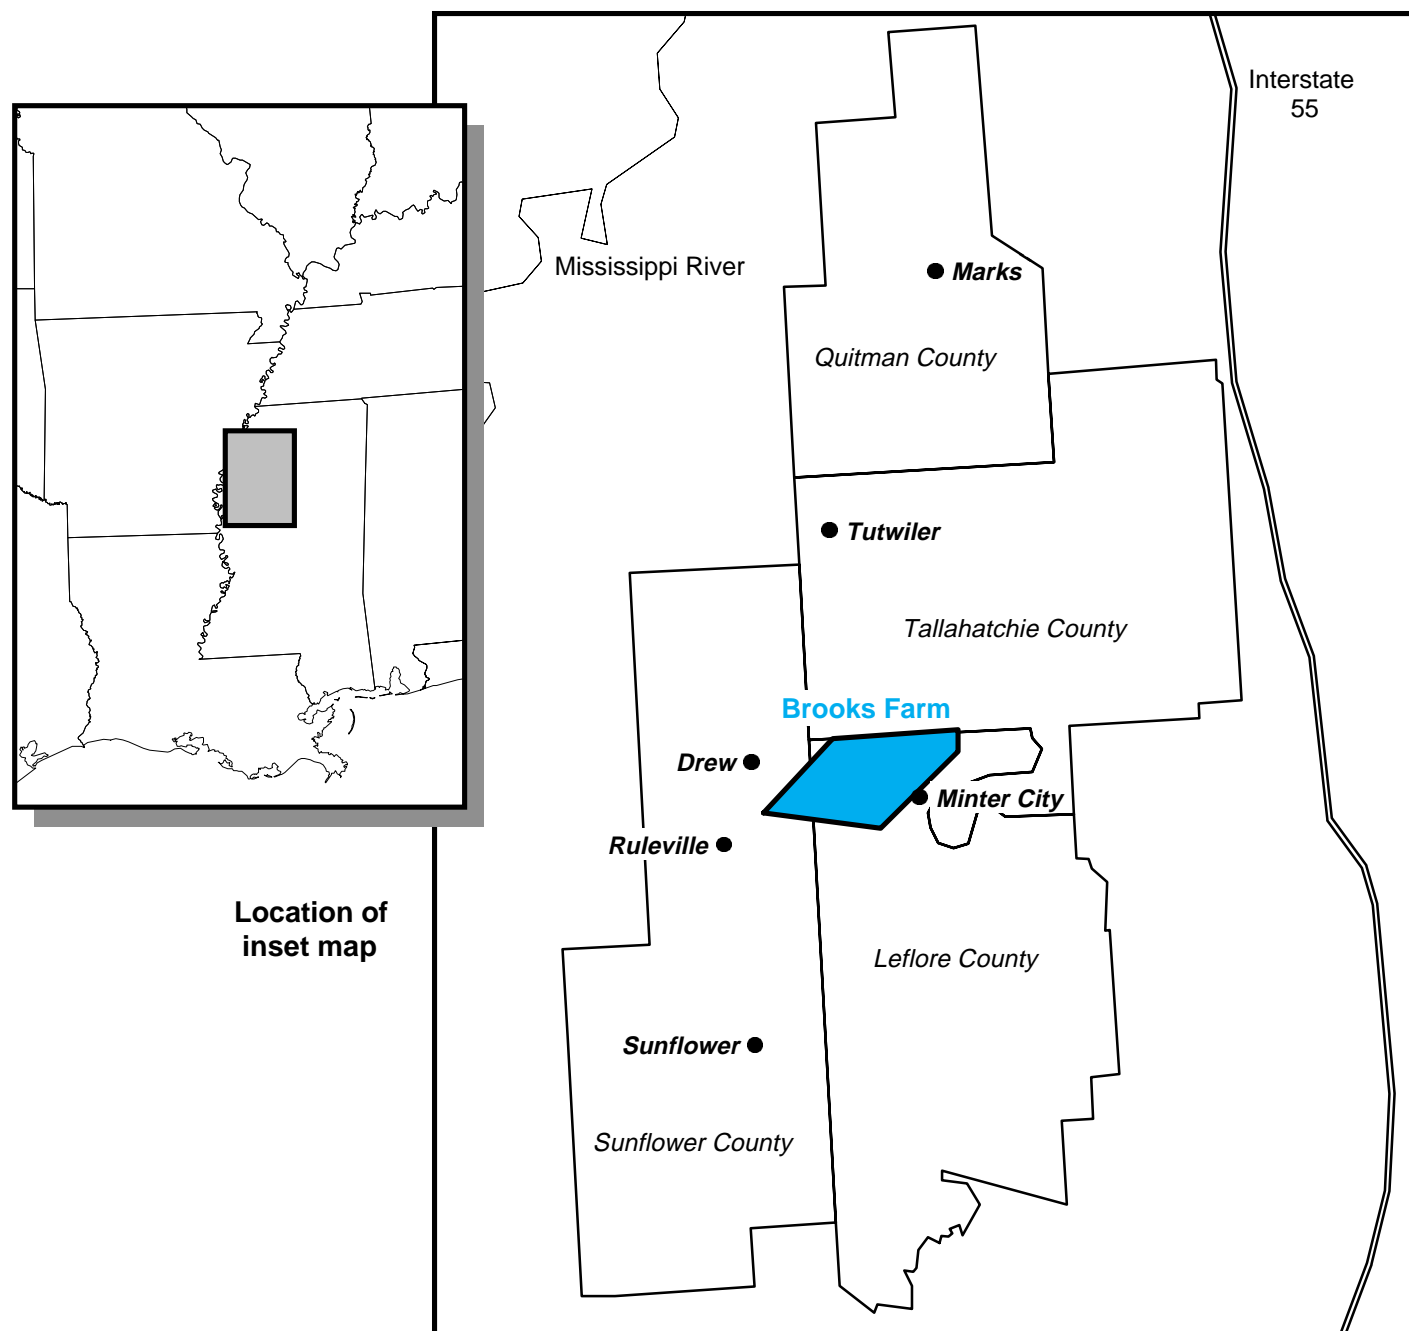 Interstate
55
Mississippi River
Marks
Quitman County
Tutwiler
Tallahatchie County
Brooks Farm
Drew
Minter City
Ruleville
Location of
inset map
Leflore County
Sunflower
Sunflower County